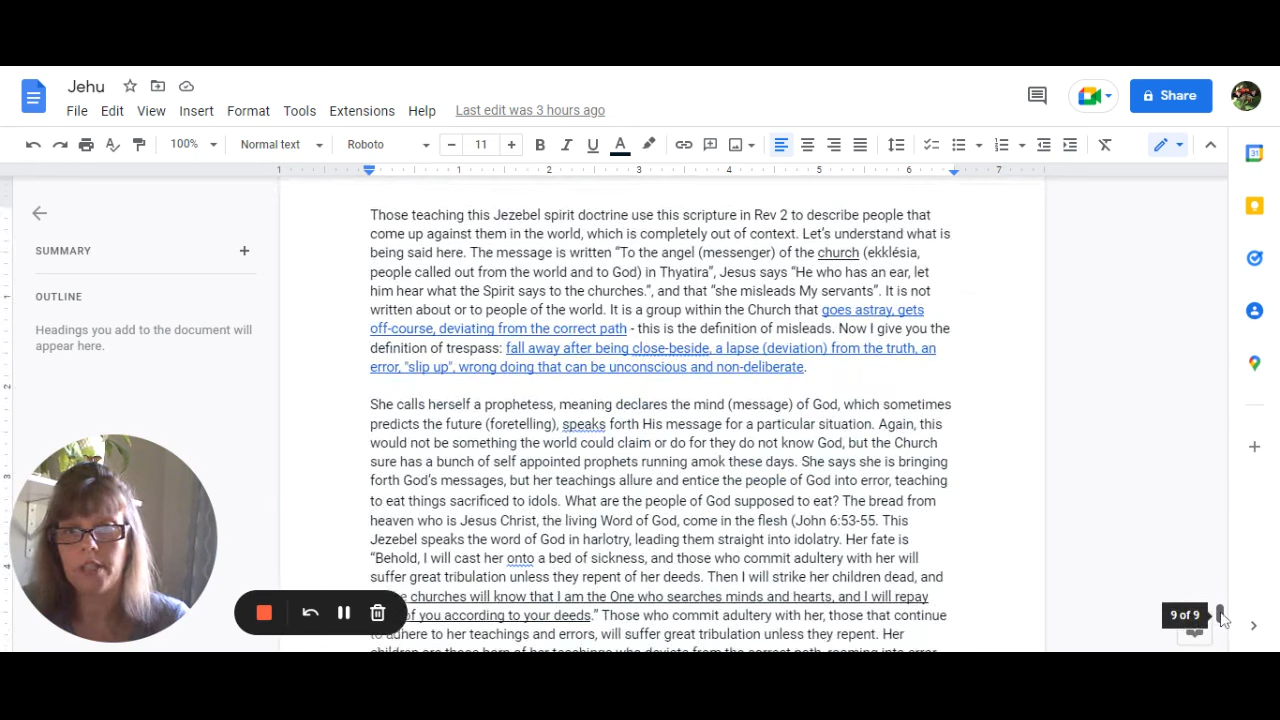 Jehu
File Edit View Insert Format Tools Extensions Help Last edit was 3 hours ago
Share
100% Normal text Roboto 11 B I U A
1 1 2 3 4 5 6 7
SUMMARY
OUTLINE
Headings you add to the document will
appear here.
Those teaching this Jezebel spirit doctrine use this scripture in Rev 2 to describe people that
come up against them in the world, which is completely out of context. Let's understand what is
being said here. The message is written "To the angel (messenger) of the church (ekklésia,
people called out from the world and to God) in Thyatira", Jesus says "He who has an ear, let
him hear what the Spirit says to the churches.", and that "she misleads My servants". It is not
written about or to people of the world. It is a group within the Church that goes astray, gets
off-course, deviating from the correct path - this is the definition of misleads. Now I give you the
definition of trespass: fall away after being close-beside, a lapse (deviation) from the truth, an
error, "slip up", wrong doing that can be unconscious and non-deliberate.
She calls herself a prophetess, meaning declares the mind (message) of God, which sometimes
predicts the future (foretelling), speaks forth His message for a particular situation. Again, this
would not be something the world could claim or do for they do not know God, but the Church
sure has a bunch of self appointed prophets running amok these days. She says she is bringing
forth God's messages, but her teachings allure and entice the people of God into error, teaching
to eat things sacrificed to idols. What are the people of God supposed to eat? The bread from
heaven who is Jesus Christ, the living Word of God, come in the flesh (John 6:53-55. This
Jezebel speaks the word of God in harlotry, leading them straight into idolatry. Her fate is
"Behold, I will cast her onto a bed of sickness, and those who commit adultery with her will
suffer great tribulation unless they repent of her deeds. Then I will strike her children dead, and
churches will know that I am the One who searches minds and hearts, and I will repay
of you according to your deeds." Those who commit adultery with her, those that continue
adhere to her teachings and errors, will suffer great tribulation unless they repent. Her
9 of 9
2
3
4
31